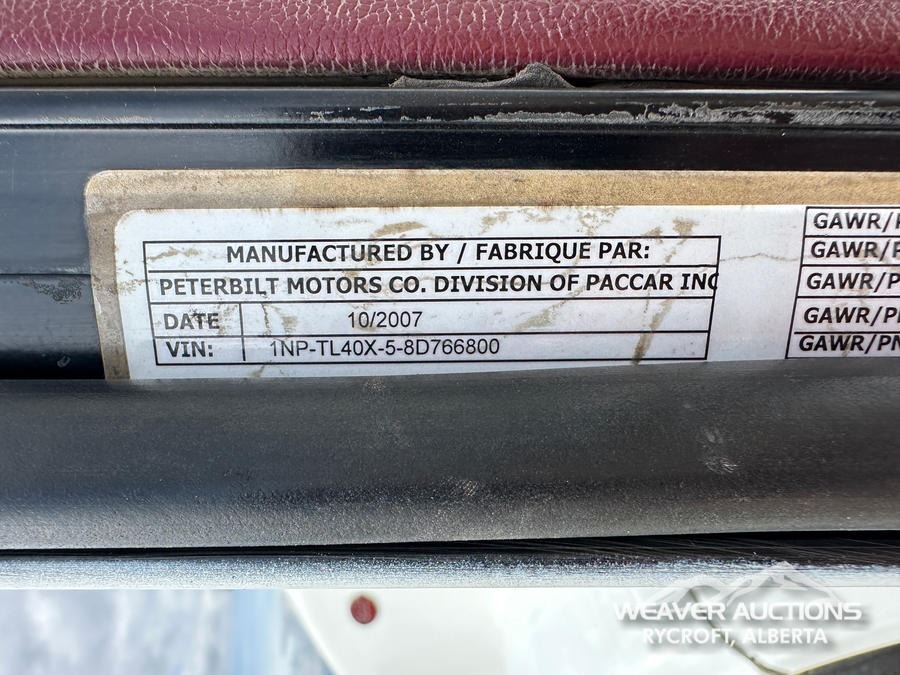 MANUFACTURED BY / FABRIQUE PAR:
PETERBILT MOTORS CO. DIVISION OF PACCAR INC
DATE 10/2007
VIN: 1NP-TL40X-5-8D766800
GAWR/P
GAWR/P
GAWR/P
GAWR/P
GAWR/PN
WEAVER AUCTIONS
RYCROFT, ALBERTA